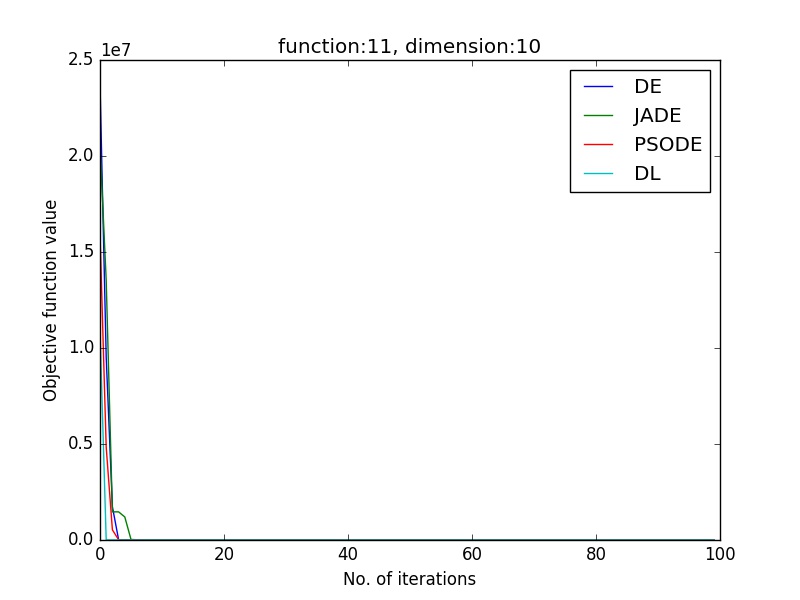 function:11, dimension:10
1e7
2.5
2.0
1.5
1.0
0.5
0.0
Objective function value
DE
JADE
PSODE
DL
0 20 40 60 80 100
No. of iterations